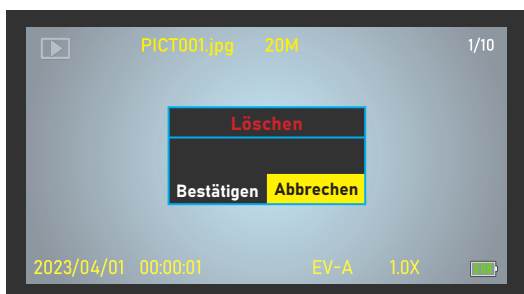 PICT001.jpg 20M 1/10
Löschen
Bestätigen Abbrechen
2023/04/01 00:00:01 EV-A 1.0X